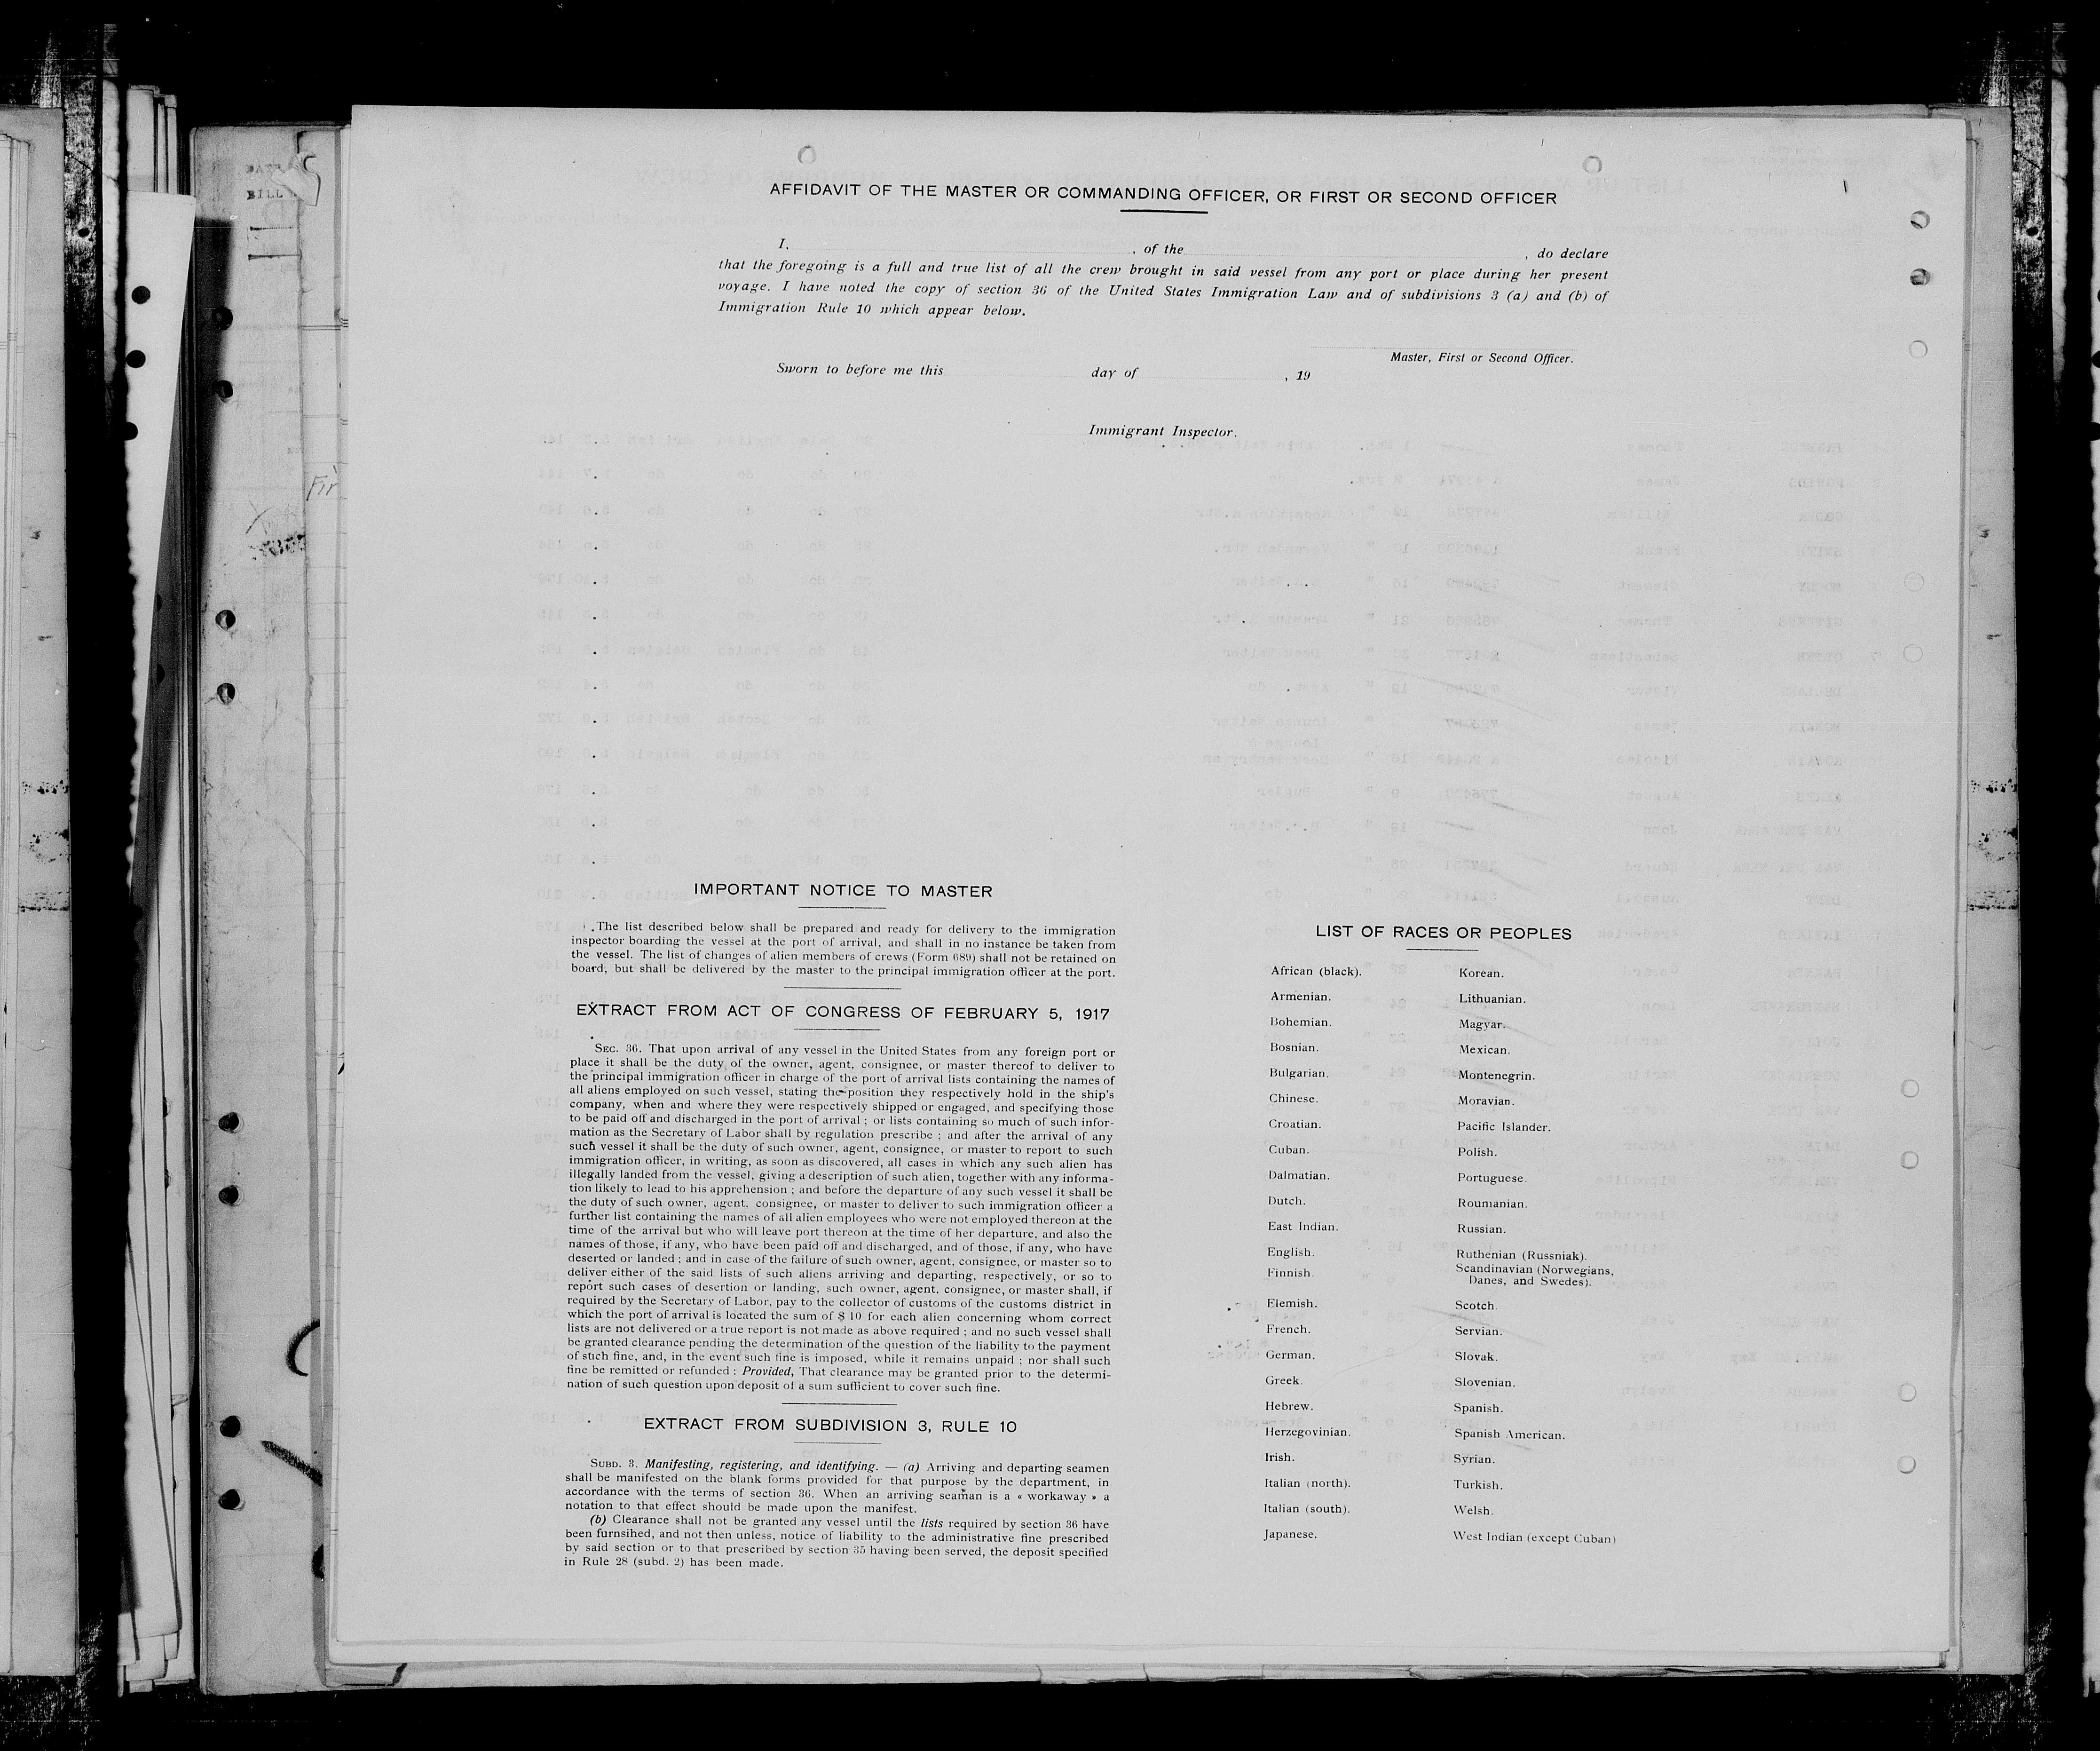 AFFIDAVIT OF THE MASTER OR COMMANDING OFFICER, OR FIRST OR SECOND OFFICER
I, , of the , do declare
that the foregoing is a full and true list of all the crew brought in said vessel from any port or place during her present
voyage. I have noted the copy of section 36 of the United States Immigration Law and of subdivisions 3 (a) and (b) of
Immigration Rule 10 which appear below.
Master, First or Second Officer.
Sworn to before me this day of , 19
Immigrant Inspector.
IMPORTANT NOTICE TO MASTER
The list described below shall be prepared and ready for delivery to the immigration
inspector boarding the vessel at the port of arrival, and shall in no instance be taken from
the vessel. The list of changes of alien members of crews (Form 689) shall not be retained on
board, but shall be delivered by the master to the principal immigration officer at the port.
EXTRACT FROM ACT OF CONGRESS OF FEBRUARY 5, 1917
SEC. 36. That upon arrival of any vessel in the United States from any foreign port or
place it shall be the duty of the owner, agent, consignee, or master thereof to deliver to
the principal immigration officer in charge of the port of arrival lists containing the names of
all aliens employed on such vessel, stating the position they respectively hold in the ship's
company, when and where they were respectively shipped or engaged, and specifying those
to be paid off and discharged in the port of arrival ; or lists containing so much of such infor-
mation as the Secretary of Labor shall by regulation prescribe ; and after the arrival of any
such vessel it shall be the duty of such owner, agent, consignee, or master to report to such
immigration officer, in writing, as soon as discovered, all cases in which any such alien has
illegally landed from the vessel, giving a description of such alien, together with any informa-
tion likely to lead to his apprehension ; and before the departure of any such vessel it shall be
the duty of such owner, agent, consignee, or master to deliver to such immigration officer a
further list containing the names of all alien employees who were not employed thereon at the
time of the arrival but who will leave port thereon at the time of her departure, and also the
names of those, if any, who have been paid off and discharged, and of those, if any, who have
deserted or landed ; and in case of the failure of such owner, agent, consignee, or master so to
deliver either of the said lists of such aliens arriving and departing, respectively, or so to
report such cases of desertion or landing, such owner, agent, consignee, or master shall, if
required by the Secretary of Labor, pay to the collector of customs of the customs district in
which the port of arrival is located the sum of $ 10 for each alien concerning whom correct
lists are not delivered or a true report is not made as above required ; and no such vessel shall
be granted clearance pending the determination of the question of the liability to the payment
of such fine, and, in the event such fine is imposed, while it remains unpaid ; nor shall such
fine be remitted or refunded : Provided, That clearance may be granted prior to the determi-
nation of such question upon deposit of a sum sufficient to cover such fine.
EXTRACT FROM SUBDIVISION 3, RULE 10
SUBD. 3. Manifesting, registering, and identifying. — (a) Arriving and departing seamen
shall be manifested on the blank forms provided for that purpose by the department, in
accordance with the terms of section 36. When an arriving seaman is a « workaway » a
notation to that effect should be made upon the manifest.
(b) Clearance shall not be granted any vessel until the lists required by section 36 have
been furnsihed, and not then unless, notice of liability to the administrative fine prescribed
by said section or to that prescribed by section 35 having been served, the deposit specified
in Rule 28 (subd. 2) has been made.
LIST OF RACES OR PEOPLES
African (black).
Armenian.
Bohemian.
Bosnian.
Bulgarian.
Chinese.
Croatian.
Cuban.
Dalmatian.
Dutch.
East Indian.
English.
Finnish.
Elemish.
French.
German.
Greek.
Hebrew.
Herzegovinian.
Irish.
Italian (north).
Italian (south).
Japanese.
Korean.
Lithuanian.
Magyar.
Mexican.
Montenegrin.
Moravian.
Pacific Islander.
Polish.
Portuguese.
Roumanian.
Russian.
Ruthenian (Russniak).
Scandinavian (Norwegians,
Danes, and Swedes).
Scotch.
Servian.
Slovak.
Slovenian.
Spanish.
Spanish American.
Syrian.
Turkish.
Welsh.
West Indian (except Cuban)